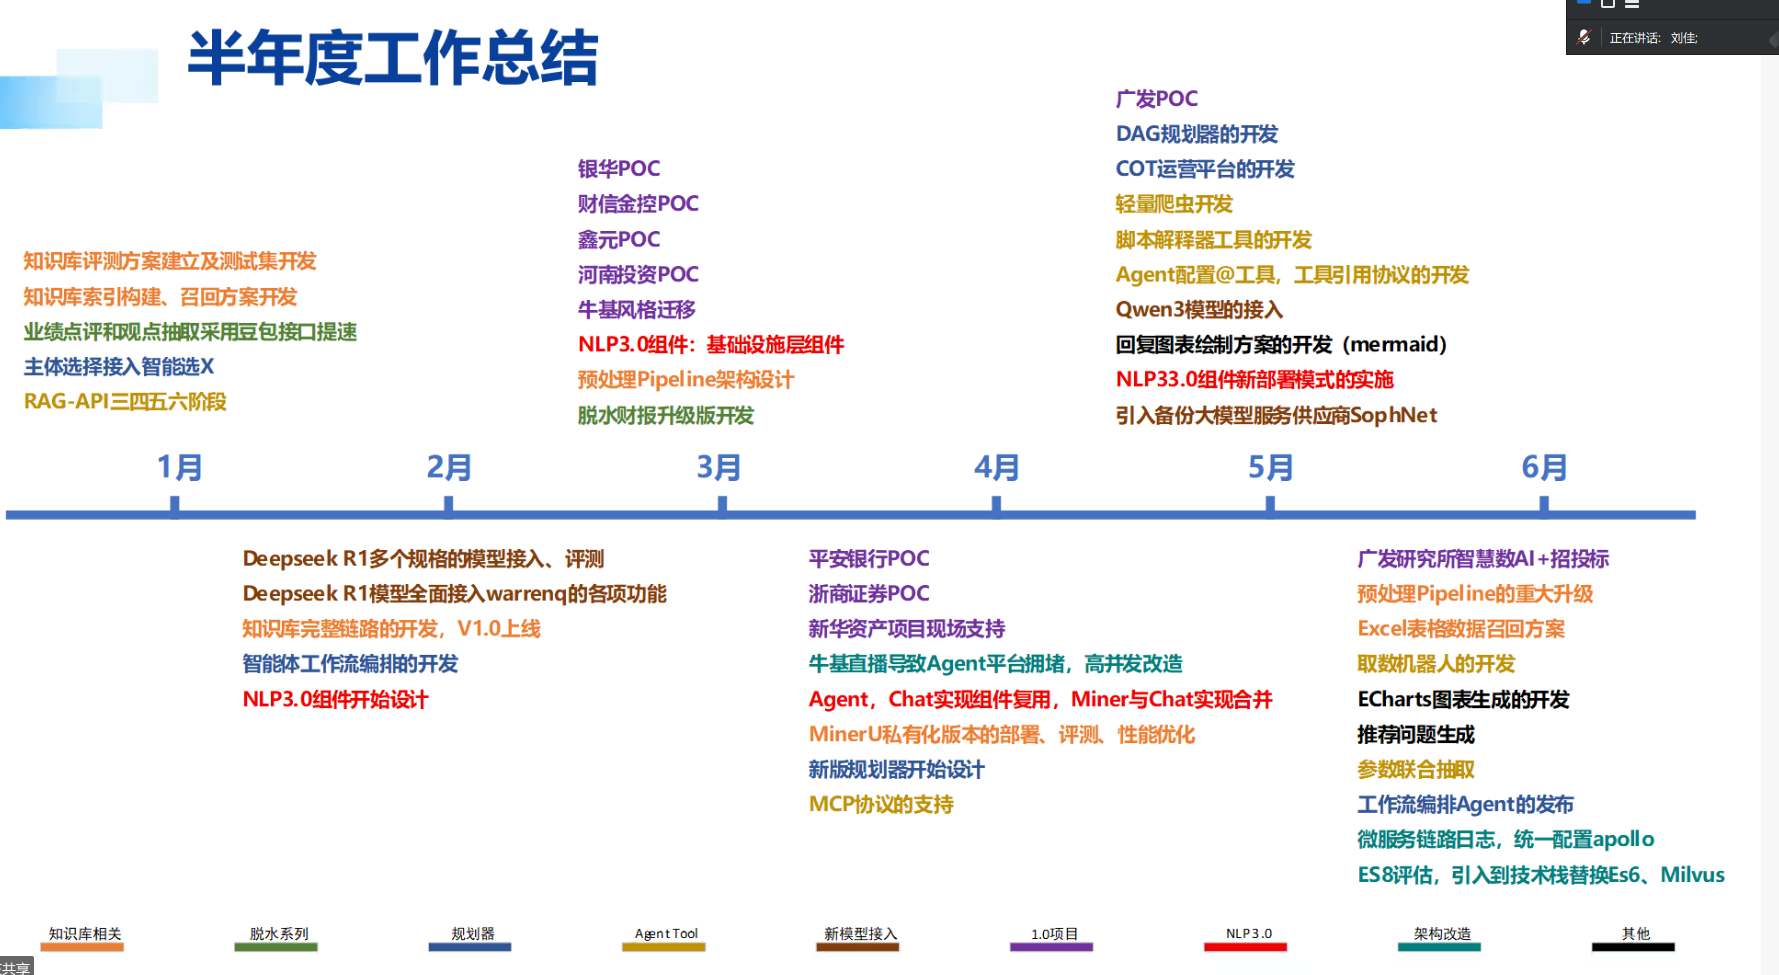 半年度工作总结
正在讲话: 刘佳;
知识库评测方案建立及测试集开发
知识库索引构建、召回方案开发
业绩点评和观点抽取采用豆包接口提速
主体选择接入智能选X
RAG-API三四五六阶段
银华POC
财信金控POC
鑫元POC
河南投资POC
牛基风格迁移
NLP3.0组件：基础设施层组件
预处理Pipeline架构设计
脱水财报升级版开发
广发POC
DAG规划器的开发
COT运营平台的开发
轻量爬虫开发
脚本解释器工具的开发
Agent配置@工具，工具引用协议的开发
Qwen3模型的接入
回复图表绘制方案的开发（mermaid）
NLP33.0组件新部署模式的实施
引入备份大模型服务供应商SophNet
1月
2月
3月
4月
5月
6月
Deepseek R1多个规格的模型接入、评测
Deepseek R1模型全面接入warrenq的各项功能
知识库完整链路的开发，V1.0上线
智能体工作流编排的开发
NLP3.0组件开始设计
平安银行POC
浙商证券POC
新华资产项目现场支持
牛基直播导致Agent平台拥堵，高并发改造
Agent，Chat实现组件复用，Miner与Chat实现合并
MinerU私有化版本的部署、评测、性能优化
新版规划器开始设计
MCP协议的支持
广发研究所智慧数AI+招投标
预处理Pipeline的重大升级
Excel表格数据召回方案
取数机器人的开发
ECharts图表生成的开发
推荐问题生成
参数联合抽取
工作流编排Agent的发布
微服务链路日志，统一配置apollo
ES8评估，引入到技术栈替换Es6、Milvus
知识库相关
脱水系列
规划器
Agent Tool
新模型接入
1.0项目
NLP3.0
架构改造
其他
共享